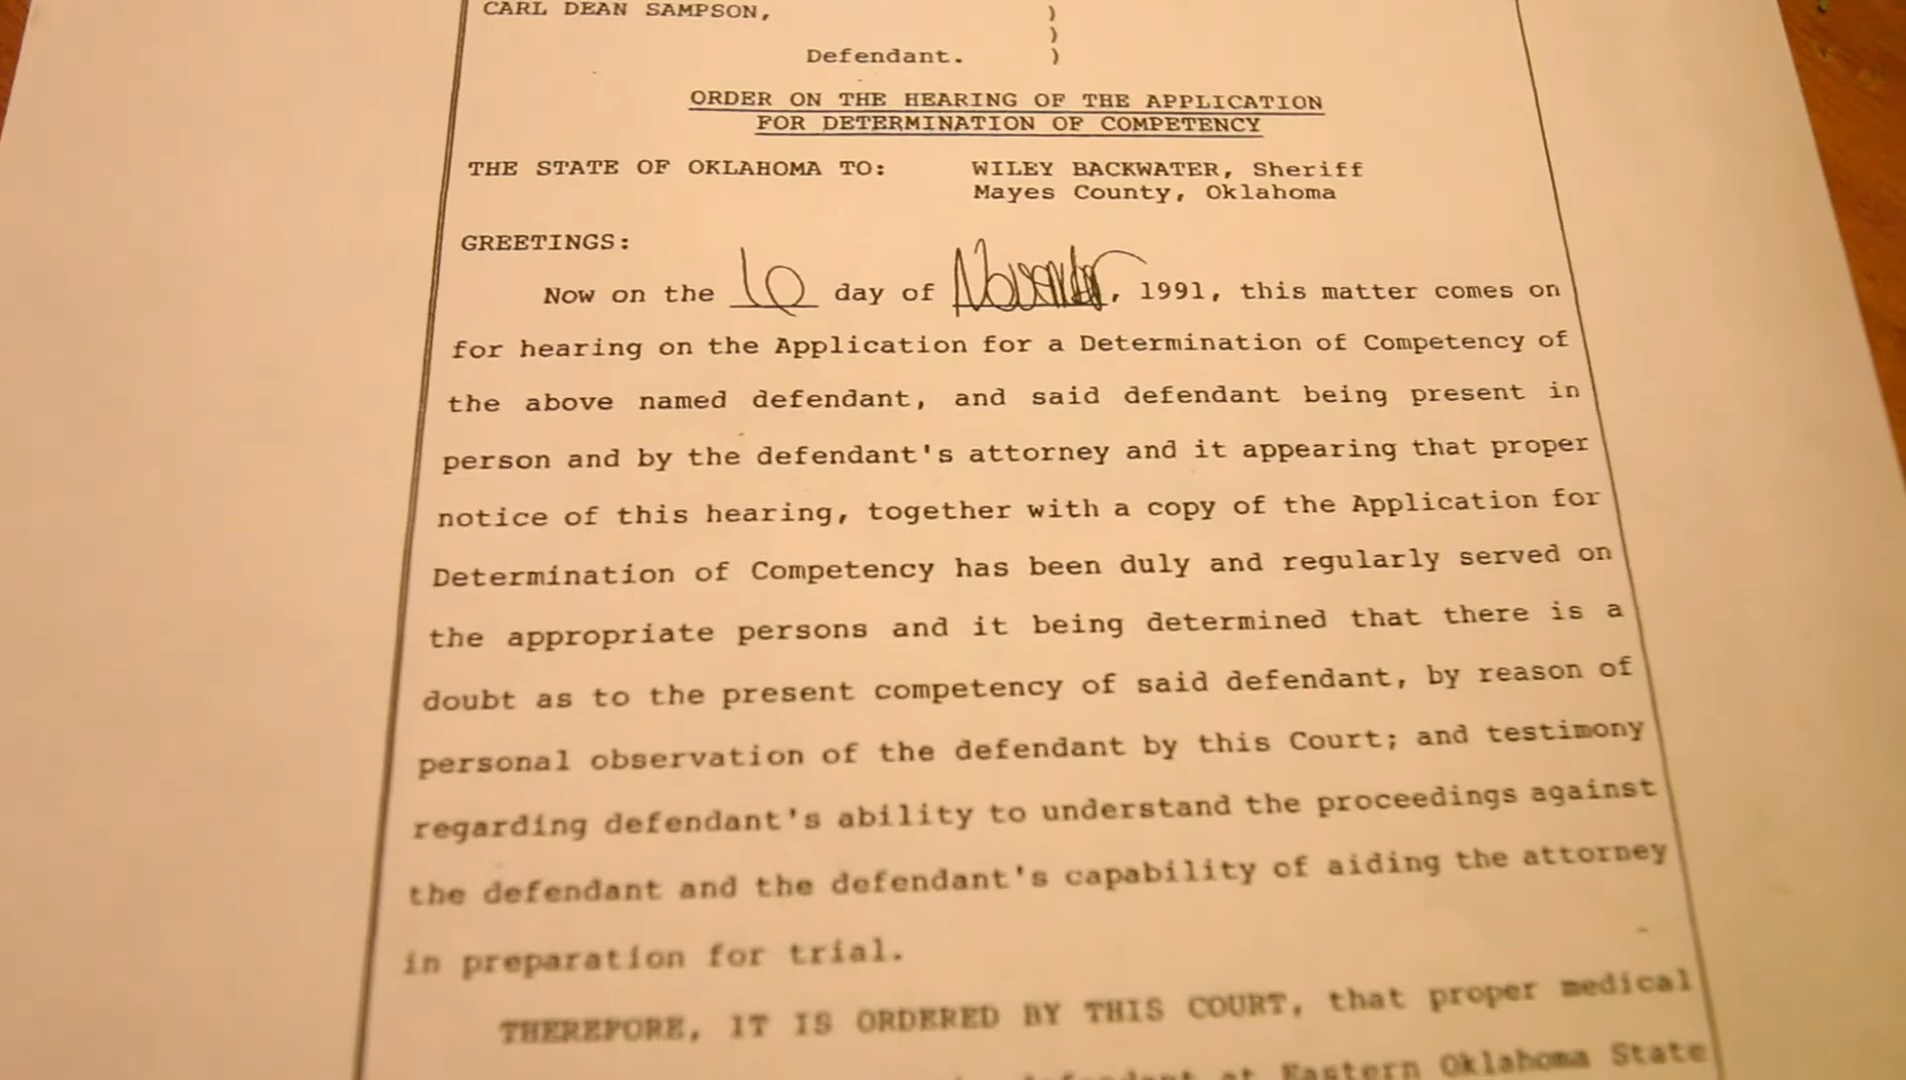 CARL DEAN SAMPSON, )
)
Defendant. )
ORDER ON THE HEARING OF THE APPLICATION
FOR DETERMINATION OF COMPETENCY
THE STATE OF OKLAHOMA TO: WILEY BACKWATER, Sheriff
Mayes County, Oklahoma
GREETINGS:
Now on the day of November, 1991, this matter comes on
for hearing on the Application for a Determination of Competency of
the above named defendant, and said defendant being present in
person and by the defendant's attorney and it appearing that proper
notice of this hearing, together with a copy of the Application for
Determination of Competency has been duly and regularly served on
the appropriate persons and it being determined that there is a
doubt as to the present competency of said defendant, by reason of
personal observation of the defendant by this Court; and testimony
regarding defendant's ability to understand the proceedings against
the defendant and the defendant's capability of aiding the attorney
in preparation for trial.
THEREFORE, IT IS ORDERED BY THIS COURT, that proper medical
defendant at Eastern Oklahoma State